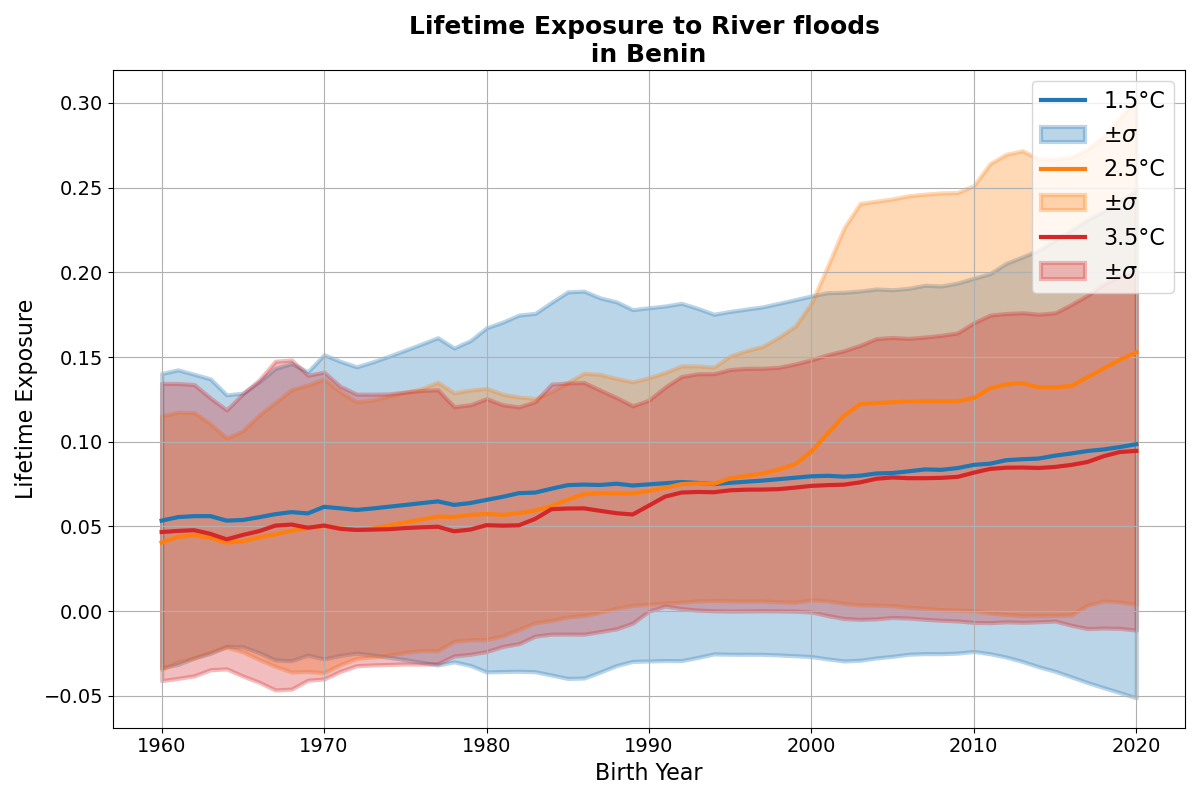 Lifetime Exposure to River floods
in Benin
0.30
0.25
0.20
0.15
0.10
0.05
0.00
−0.05
Lifetime Exposure
1960
1970
1980
1990
2000
2010
2020
Birth Year
1.5°C
±σ
2.5°C
±σ
3.5°C
±σ